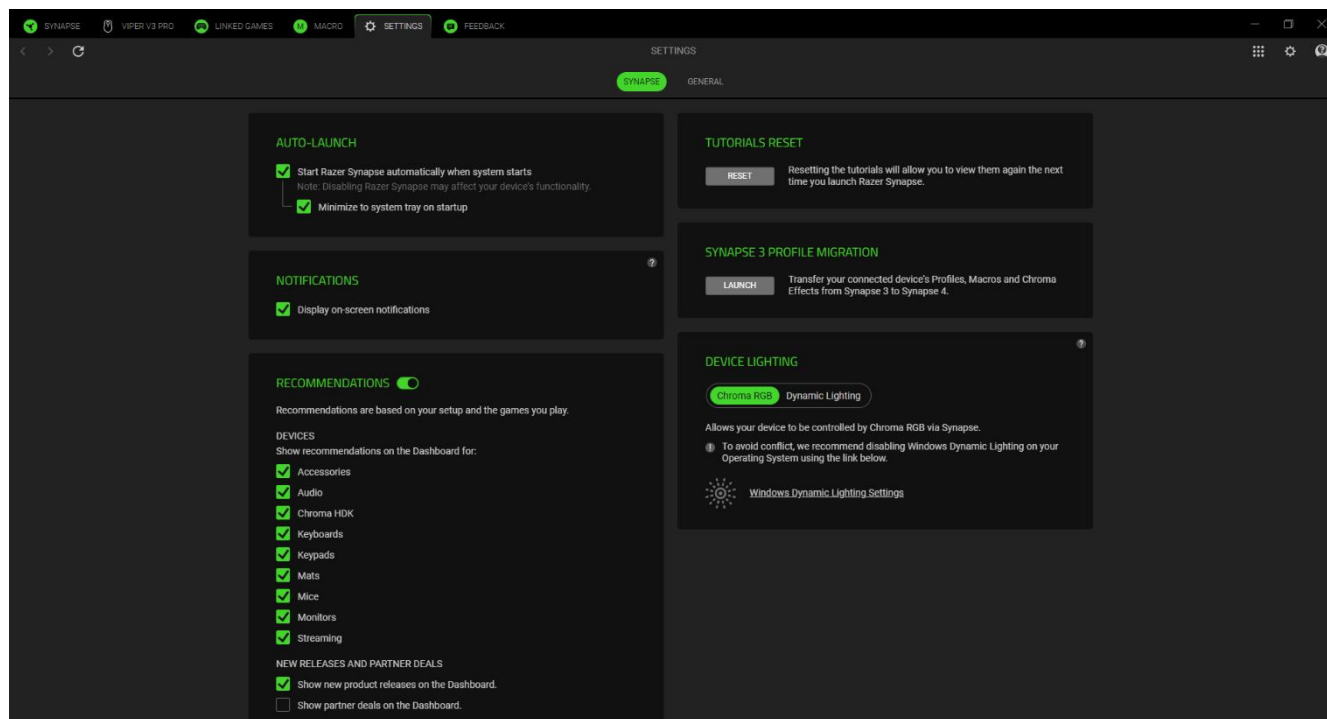 SYNAPSE
VIPER V3 PRO
LINKED GAMES
M
MACRO
SETTINGS
FEEDBACK
SETTINGS
SYNAPSE
GENERAL
AUTO-LAUNCH
Start Razer Synapse automatically when system starts
Note: Disabling Razer Synapse may affect your device's functionality.
Minimize to system tray on startup
?
NOTIFICATIONS
Display on-screen notifications
RECOMMENDATIONS
Recommendations are based on your setup and the games you play.
DEVICES
Show recommendations on the Dashboard for:
Accessories
Audio
Chroma HDK
Keyboards
Keypads
Mats
Mice
Monitors
Streaming
NEW RELEASES AND PARTNER DEALS
Show new product releases on the Dashboard.
Show partner deals on the Dashboard.
TUTORIALS RESET
RESET
Resetting the tutorials will allow you to view them again the next
time you launch Razer Synapse.
SYNAPSE 3 PROFILE MIGRATION
LAUNCH
Transfer your connected device's Profiles, Macros and Chroma
Effects from Synapse 3 to Synapse 4.
?
DEVICE LIGHTING
Chroma RGB
Dynamic Lighting
Allows your device to be controlled by Chroma RGB via Synapse.
To avoid conflict, we recommend disabling Windows Dynamic Lighting on your
Operating System using the link below.
Windows Dynamic Lighting Settings